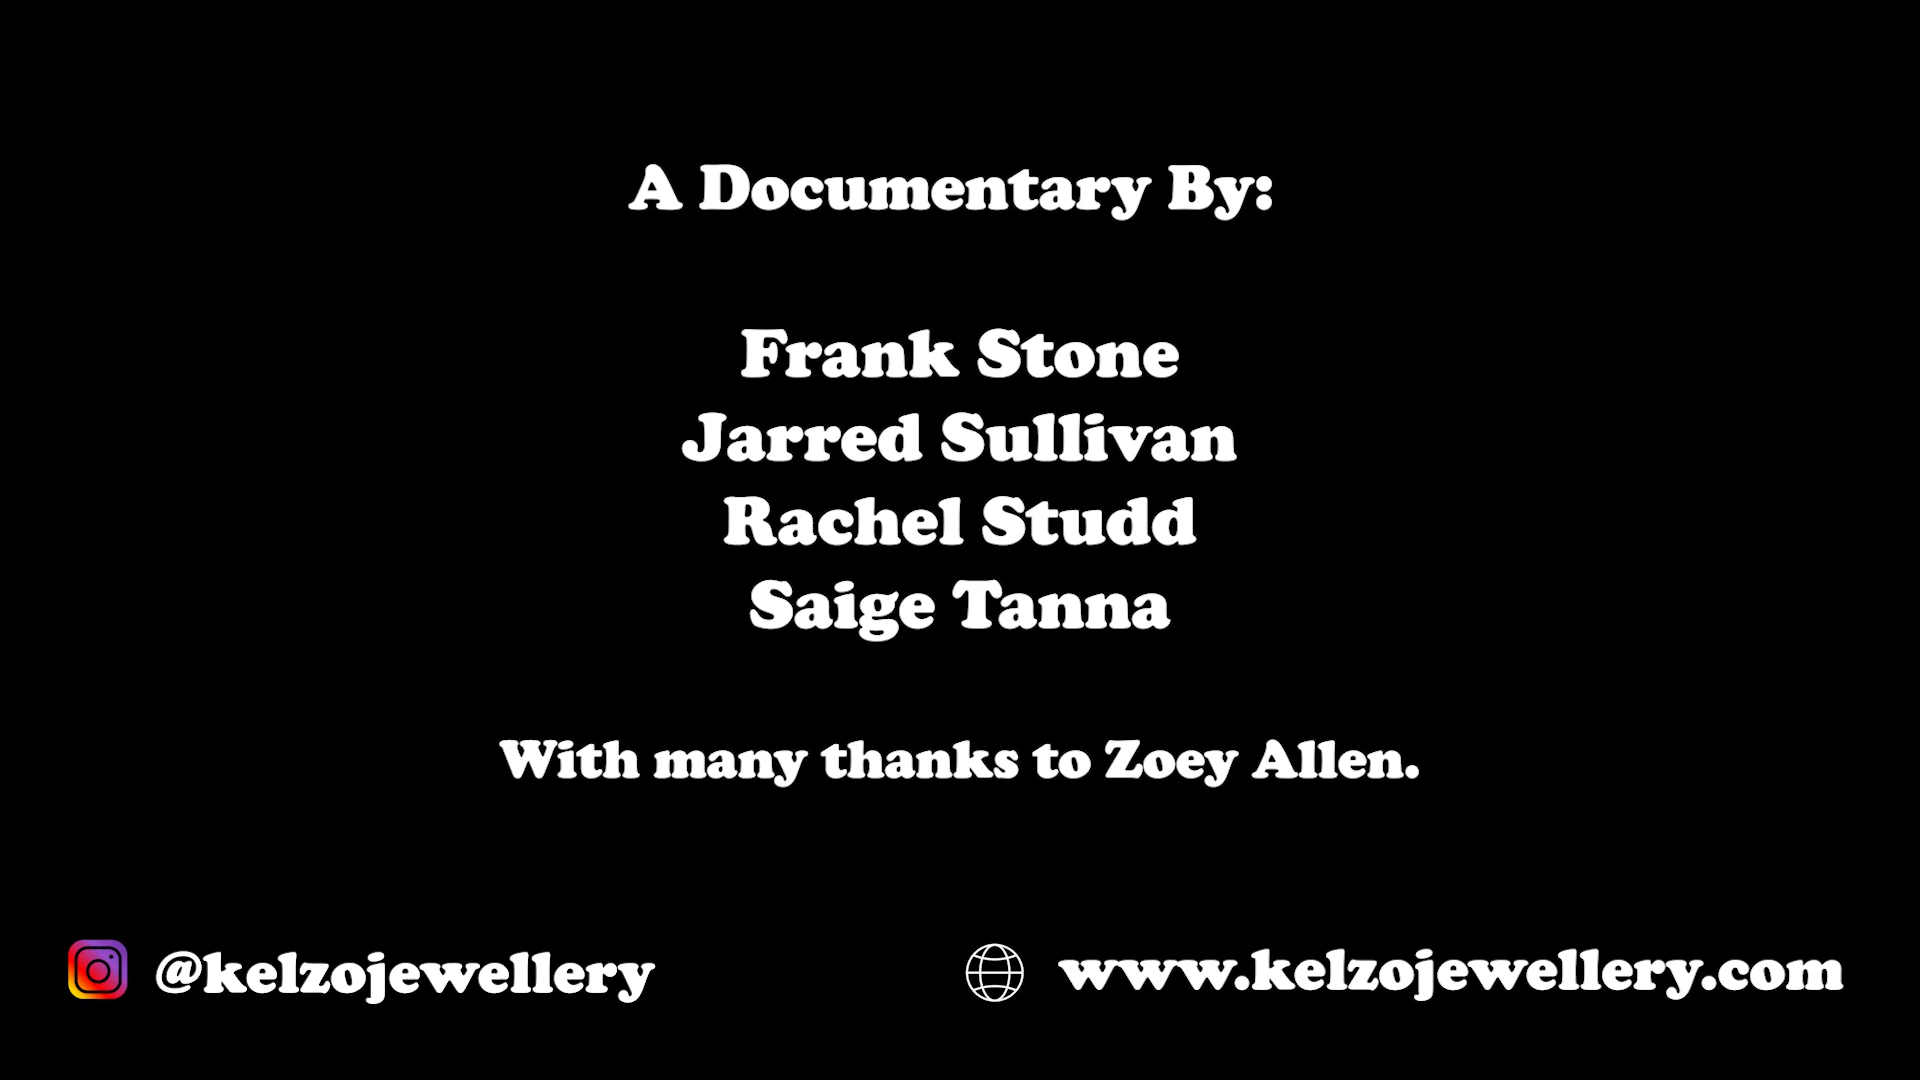 A Documentary By:
Frank Stone
Jarred Sullivan
Rachel Studd
Saige Tanna
With many thanks to Zoey Allen.
@kelzojewellery
www.kelzojewellery.com